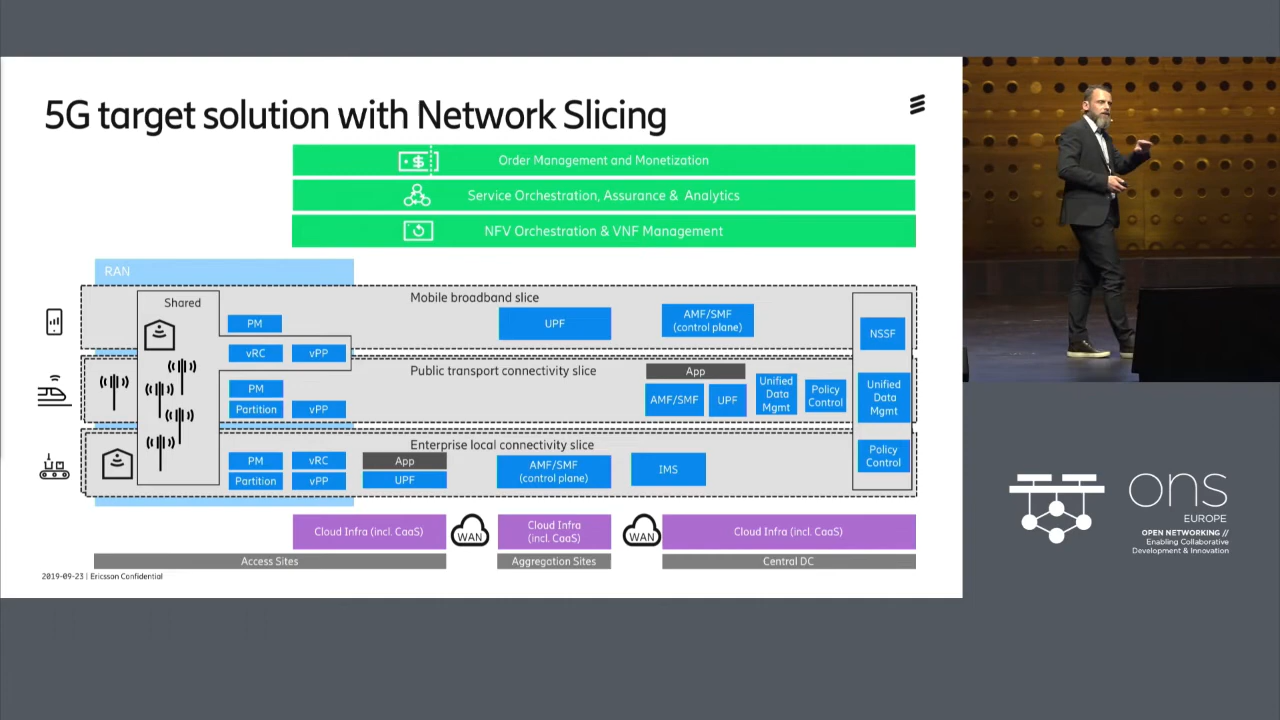 5G target solution with Network Slicing
$
Order Management and Monetization
Service Orchestration, Assurance & Analytics
NFV Orchestration & VNF Management
RAN
Shared
Mobile broadband slice
PM
UPF
AMF/SMF
(control plane)
NSSF
vRC
vPP
Public transport connectivity slice
PM
Partition
vPP
App
AMF/SMF
UPF
Unified
Data
Mgmt
Policy
Control
Unified
Data
Mgmt
Enterprise local connectivity slice
PM
vRC
App
Partition
vPP
UPF
AMF/SMF
(control plane)
IMS
Policy
Control
Cloud Infra (incl. CaaS)
WAN
Cloud Infra
(incl. CaaS)
WAN
Cloud Infra (incl. CaaS)
Access Sites
Aggregation Sites
Central DC
2019-09-23 | Ericsson Confidential
ons
EUROPE
OPEN NETWORKING //
Enabling Collaborative
Development & Innovation